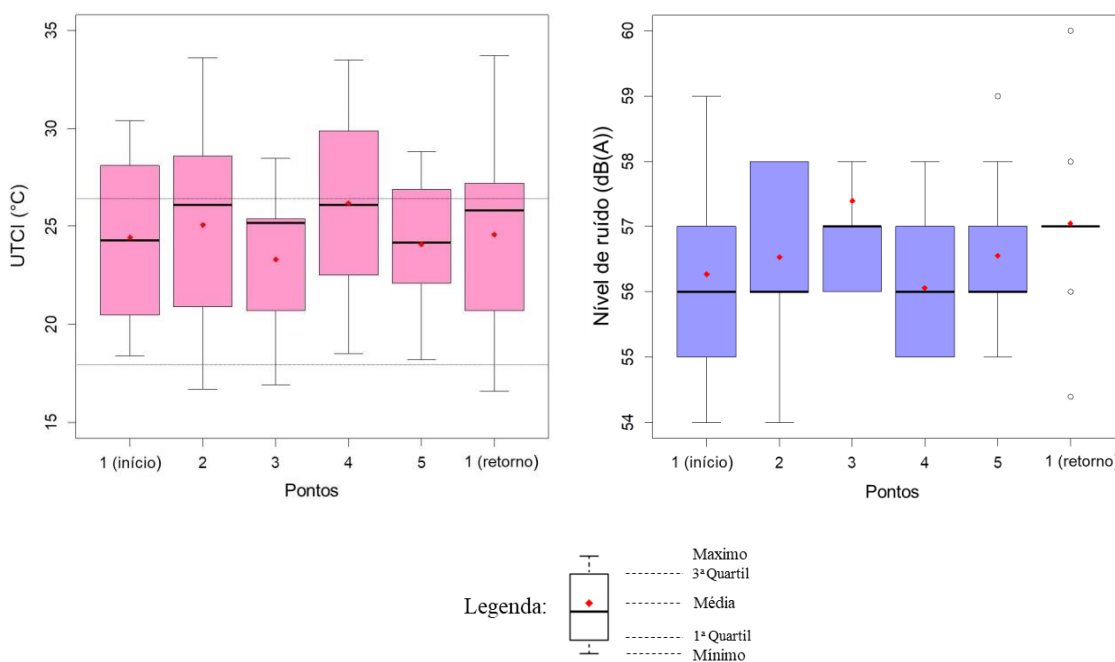 35
30
25
20
15
UTCI (°C)
1 (início) 2 3 4 5 1 (retorno)
Pontos
60
59
58
57
56
55
54
Nível de ruído (dB(A))
1 (início) 2 3 4 5 1 (retorno)
Pontos
Legenda:
Maximo
3ª Quartil
Média
1ª Quartil
Mínimo